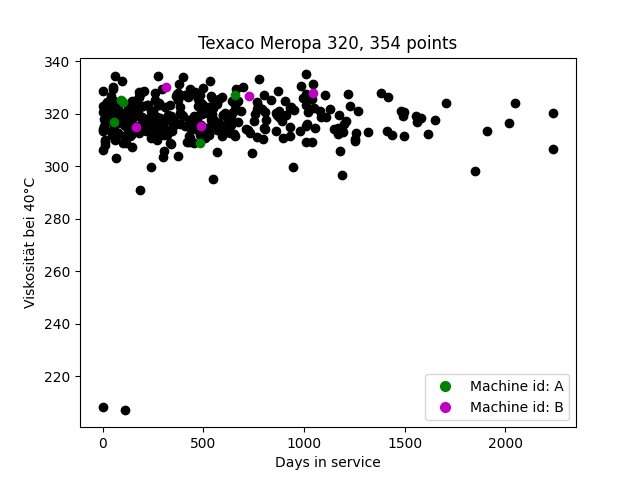 Texaco Meropa 320, 354 points
340
320
300
280
260
240
220
Viskosität bei 40°C
0
500
1000
1500
2000
Days in service
Machine id: A
Machine id: B